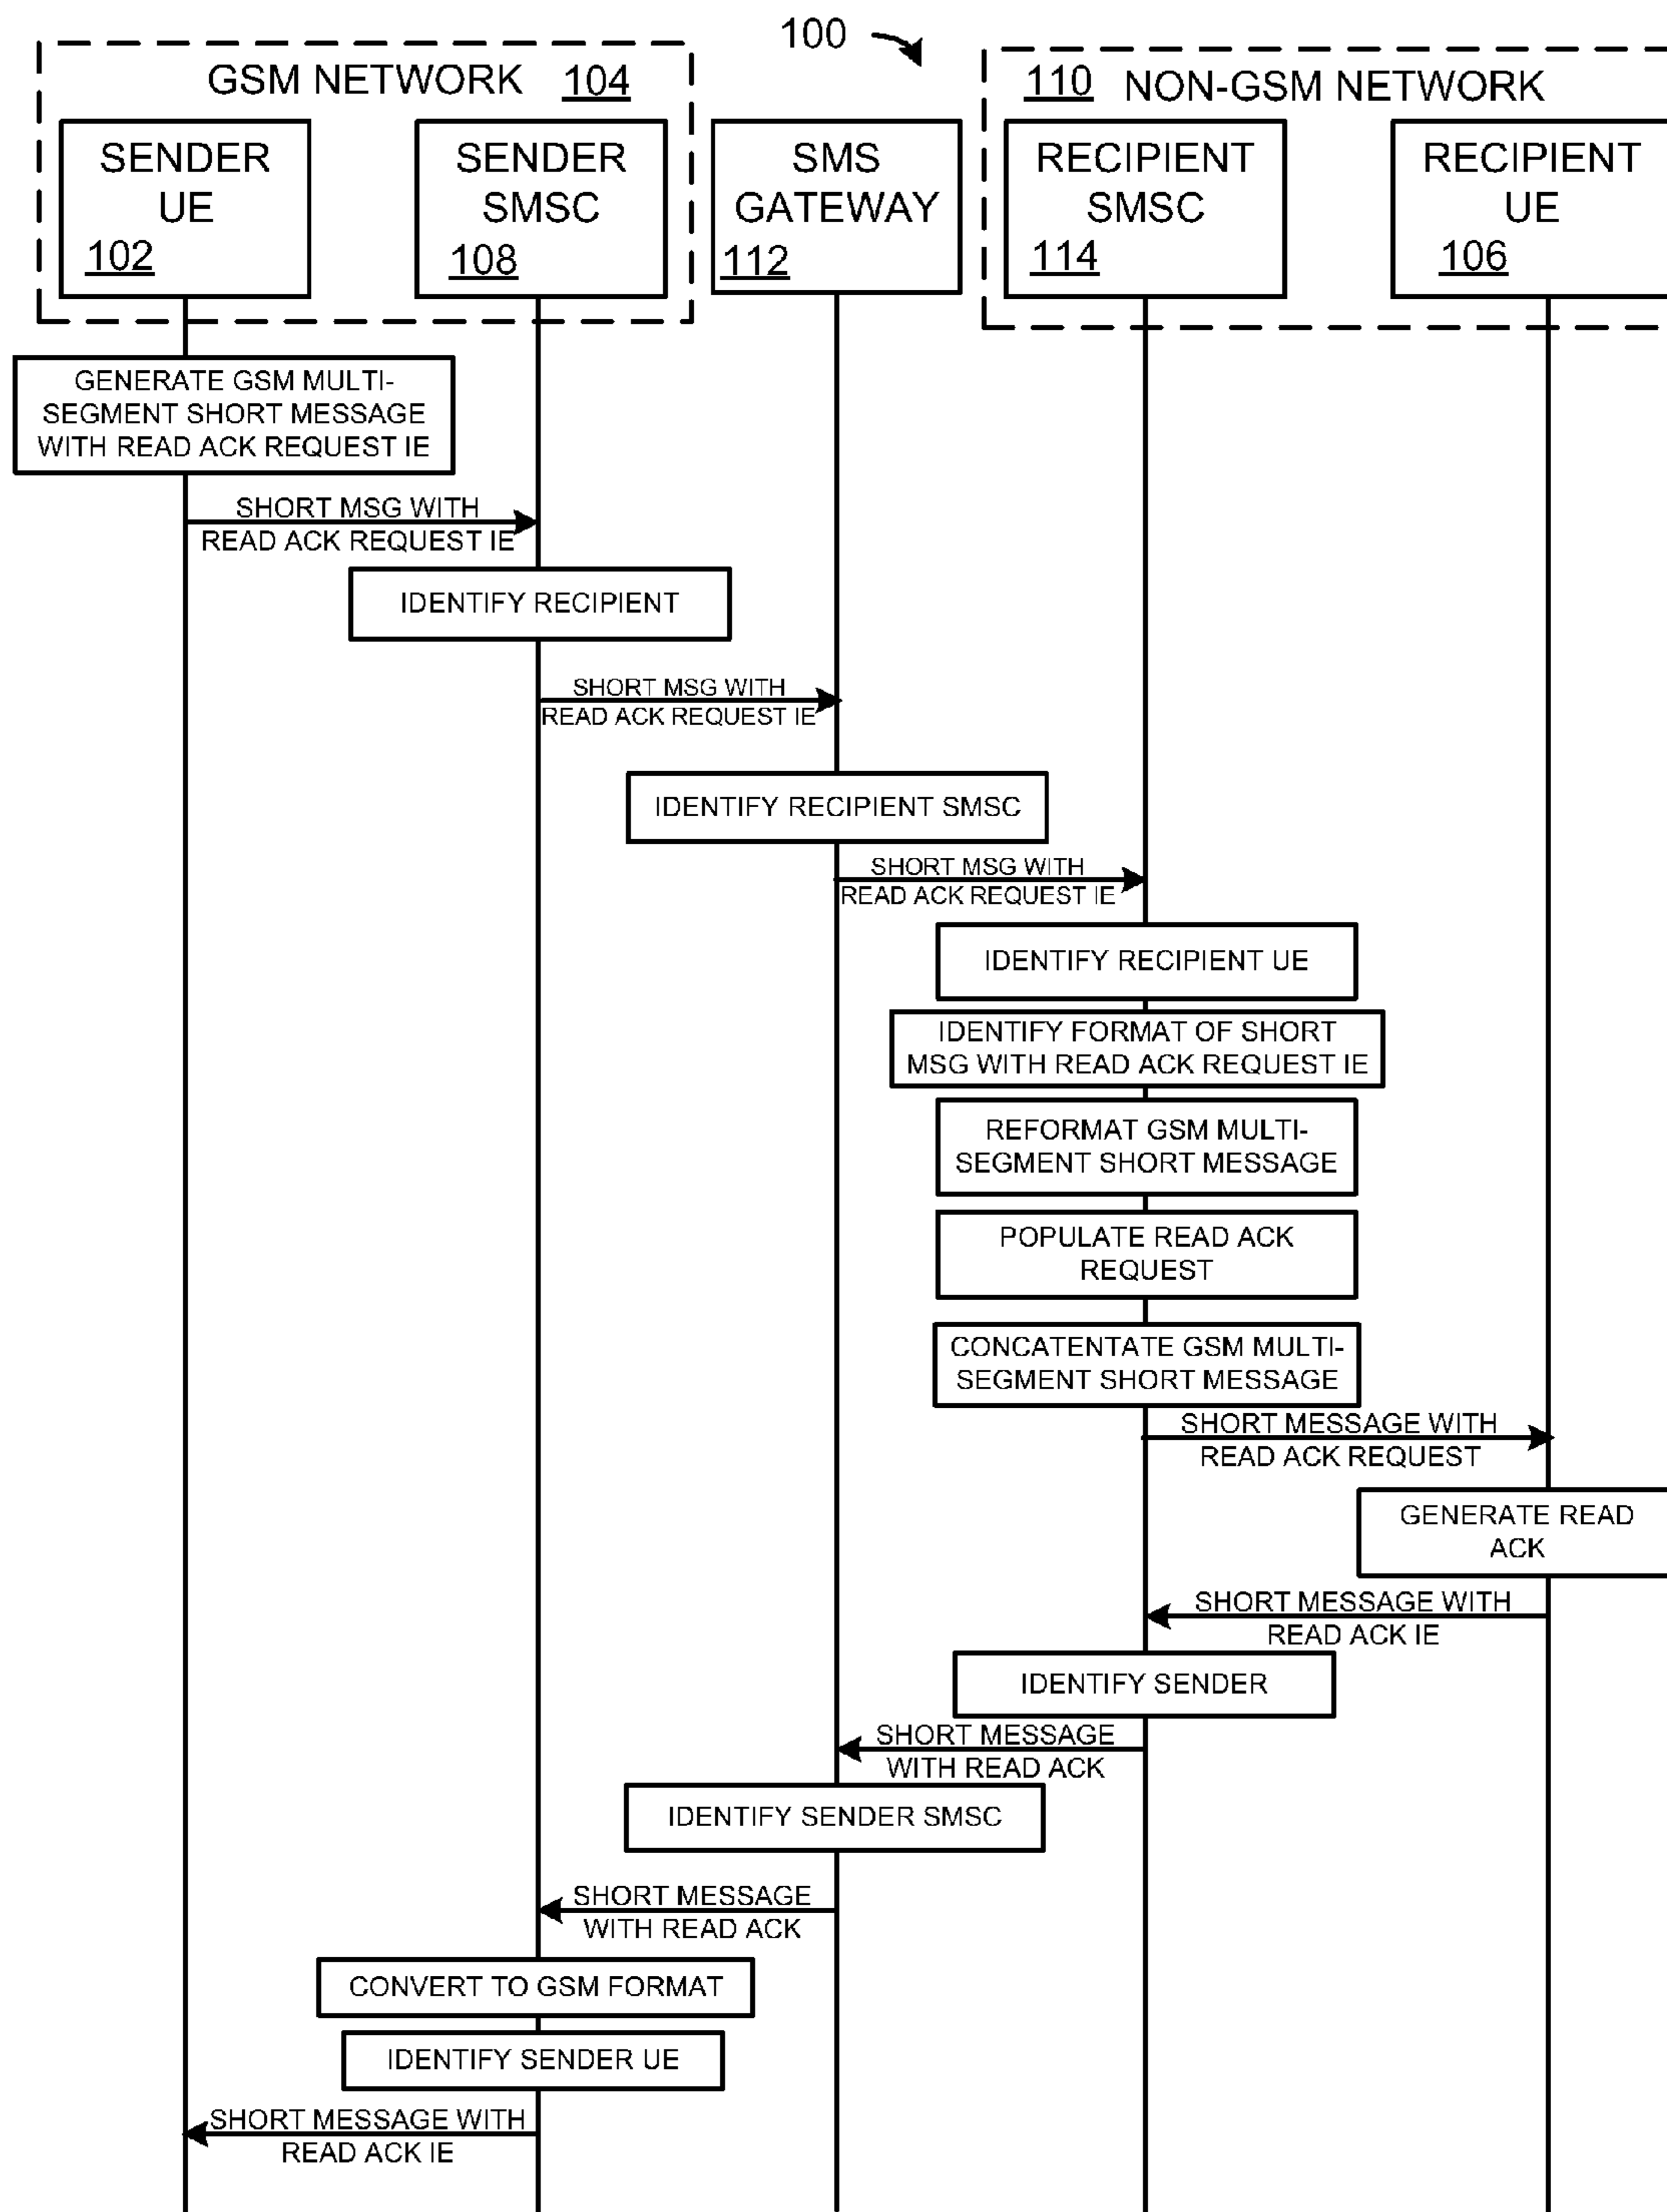 100
GSM NETWORK 104
110 NON-GSM NETWORK
SENDER
UE
102
SENDER
SMSC
108
SMS
GATEWAY
112
RECIPIENT
SMSC
114
RECIPIENT
UE
106
GENERATE GSM MULTI-
SEGMENT SHORT MESSAGE
WITH READ ACK REQUEST IE
SHORT MSG WITH
READ ACK REQUEST IE
IDENTIFY RECIPIENT
SHORT MSG WITH
READ ACK REQUEST IE
IDENTIFY RECIPIENT SMSC
SHORT MSG WITH
READ ACK REQUEST IE
IDENTIFY RECIPIENT UE
IDENTIFY FORMAT OF SHORT
MSG WITH READ ACK REQUEST IE
REFORMAT GSM MULTI-
SEGMENT SHORT MESSAGE
POPULATE READ ACK
REQUEST
CONCATENTATE GSM MULTI-
SEGMENT SHORT MESSAGE
SHORT MESSAGE WITH
READ ACK REQUEST
GENERATE READ
ACK
SHORT MESSAGE WITH
READ ACK IE
IDENTIFY SENDER
SHORT MESSAGE
WITH READ ACK
IDENTIFY SENDER SMSC
SHORT MESSAGE
WITH READ ACK
CONVERT TO GSM FORMAT
IDENTIFY SENDER UE
SHORT MESSAGE WITH
READ ACK IE